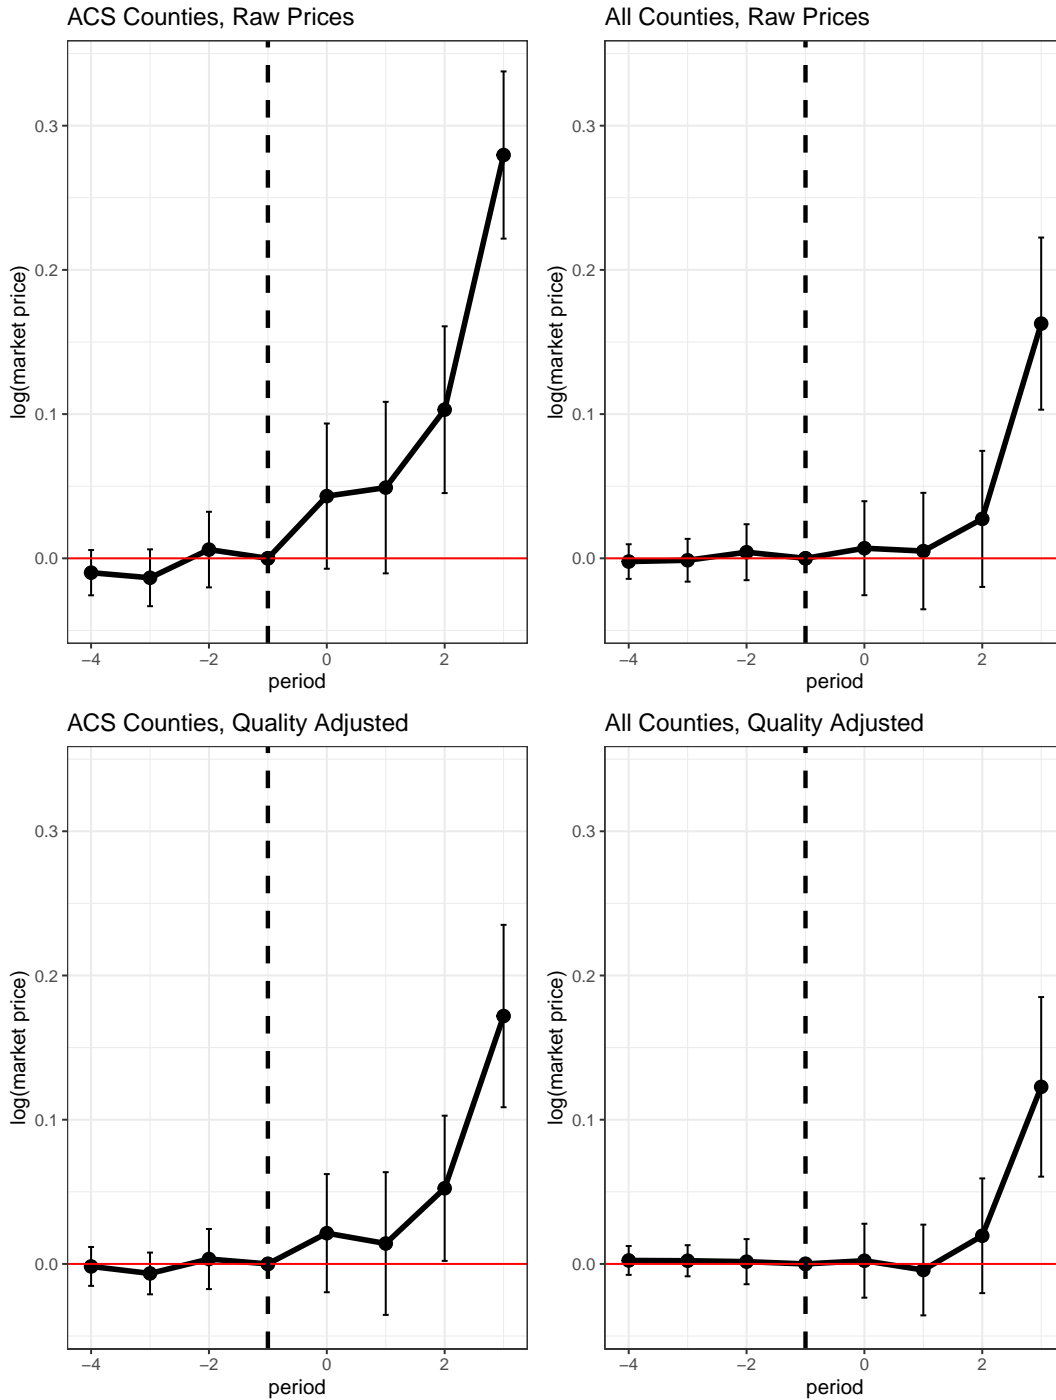 ACS Counties, Raw Prices
log(market price)
0.3
0.2
0.1
0.0
−4
−2
0
2
period
All Counties, Raw Prices
log(market price)
0.3
0.2
0.1
0.0
−4
−2
0
2
period
ACS Counties, Quality Adjusted
log(market price)
0.3
0.2
0.1
0.0
−4
−2
0
2
period
All Counties, Quality Adjusted
log(market price)
0.3
0.2
0.1
0.0
−4
−2
0
2
period